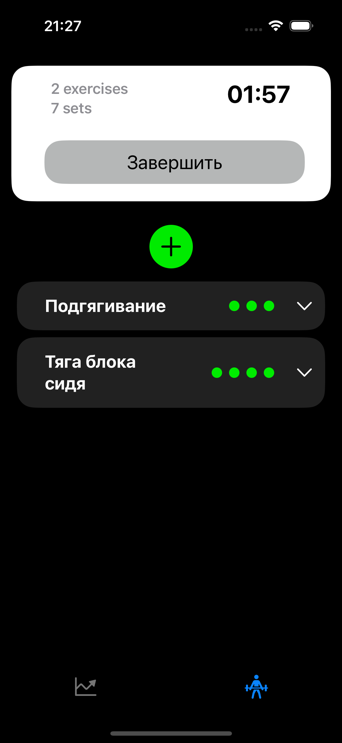 21:27
2 exercises
7 sets
01:57
Завершить
Подгягивание
Тяга блока
сидя